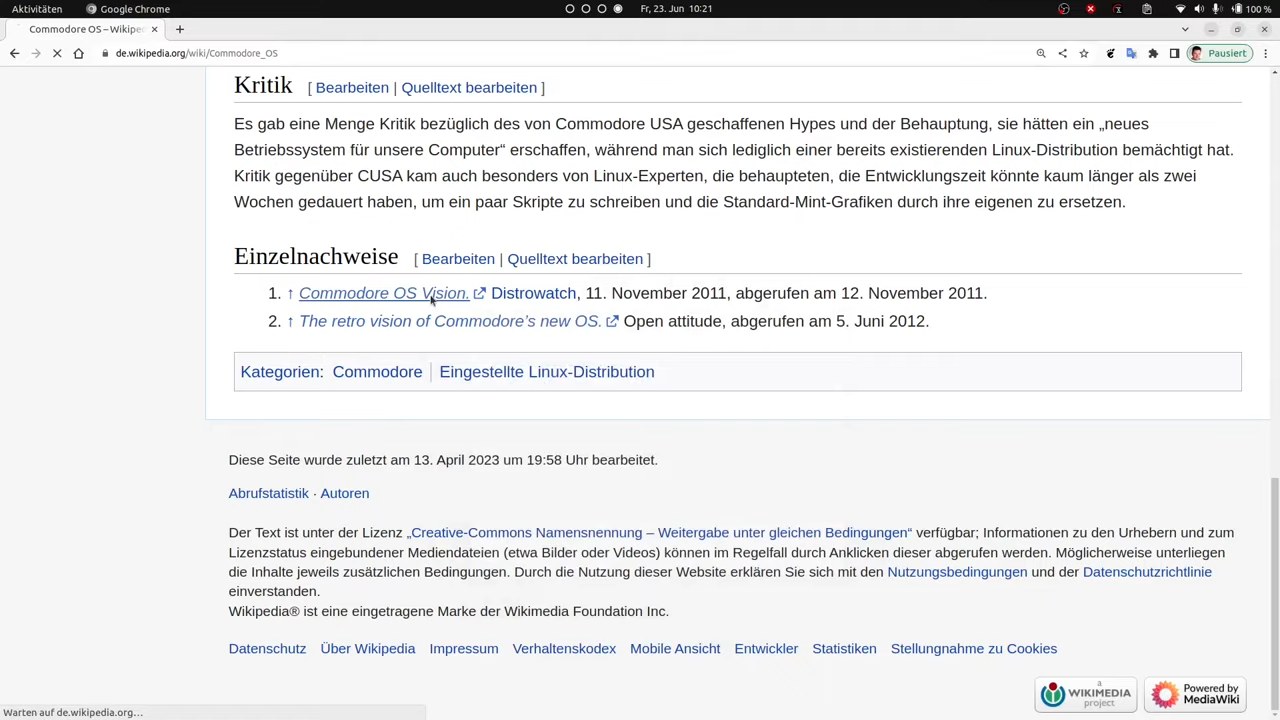 Aktivitäten Google Chrome Fr, 23. Jun 10:21 100 %
Commodore OS – Wikiped
de.wikipedia.org/wiki/Commodore_OS Pausiert
Kritik [ Bearbeiten | Quelltext bearbeiten ]
Es gab eine Menge Kritik bezüglich des von Commodore USA geschaffenen Hypes und der Behauptung, sie hätten ein „neues
Betriebssystem für unsere Computer“ erschaffen, während man sich lediglich einer bereits existierenden Linux-Distribution bemächtigt hat.
Kritik gegenüber CUSA kam auch besonders von Linux-Experten, die behaupteten, die Entwicklungszeit könnte kaum länger als zwei
Wochen gedauert haben, um ein paar Skripte zu schreiben und die Standard-Mint-Grafiken durch ihre eigenen zu ersetzen.
Einzelnachweise [ Bearbeiten | Quelltext bearbeiten ]
1. ↑ Commodore OS Vision. Distrowatch, 11. November 2011, abgerufen am 12. November 2011.
2. ↑ The retro vision of Commodore’s new OS. Open attitude, abgerufen am 5. Juni 2012.
Kategorien: Commodore | Eingestellte Linux-Distribution
Diese Seite wurde zuletzt am 13. April 2023 um 19:58 Uhr bearbeitet.
Abrufstatistik · Autoren
Der Text ist unter der Lizenz „Creative-Commons Namensnennung – Weitergabe unter gleichen Bedingungen“ verfügbar; Informationen zu den Urhebern und zum
Lizenzstatus eingebundener Mediendateien (etwa Bilder oder Videos) können im Regelfall durch Anklicken dieser abgerufen werden. Möglicherweise unterliegen
die Inhalte jeweils zusätzlichen Bedingungen. Durch die Nutzung dieser Website erklären Sie sich mit den Nutzungsbedingungen und der Datenschutzrichtlinie
einverstanden.
Wikipedia® ist eine eingetragene Marke der Wikimedia Foundation Inc.
Datenschutz Über Wikipedia Impressum Verhaltenskodex Mobile Ansicht Entwickler Statistiken Stellungnahme zu Cookies
a WIKIMEDIA project Powered by MediaWiki
Warten auf de.wikipedia.org…